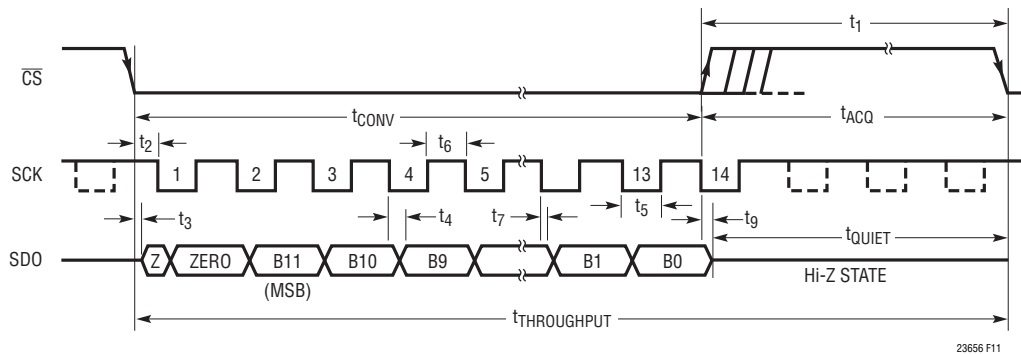 t1
CS
tCONV
tACQ
t2
t6
SCK
1
2
3
4
5
13
14
t3
t4
t7
t5
t9
tQUIET
SDO
Z
ZERO
B11
B10
B9
B1
B0
(MSB)
Hi-Z STATE
tTHROUGHPUT
23656 F11